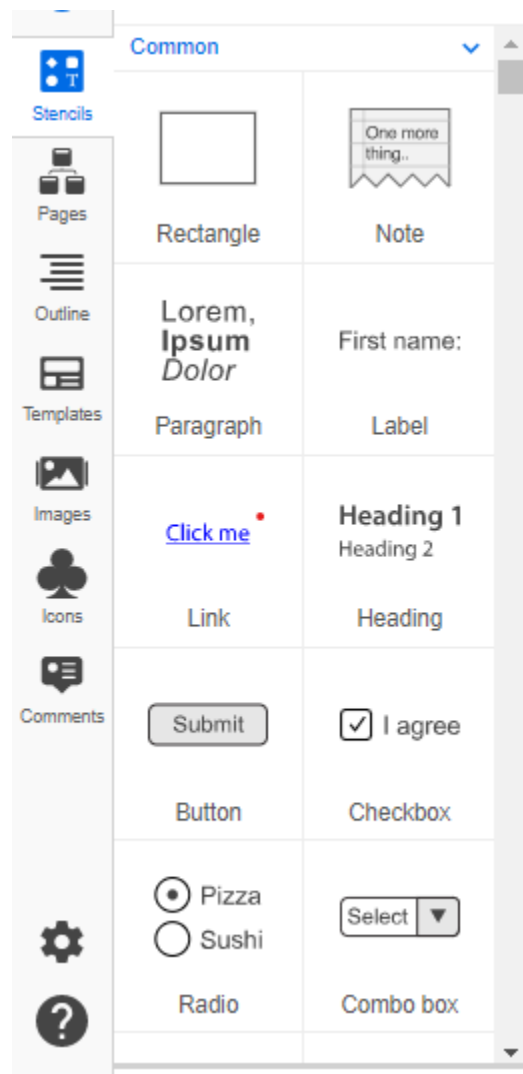 Stencils
Pages
Outline
Templates
Images
Icons
Comments
Common
One more
thing..
Rectangle
Note
Lorem,
Ipsum
Dolor
First name:
Paragraph
Label
Click me
Heading 1
Heading 2
Link
Heading
Submit
I agree
Button
Checkbox
Pizza
Sushi
Select
Radio
Combo box